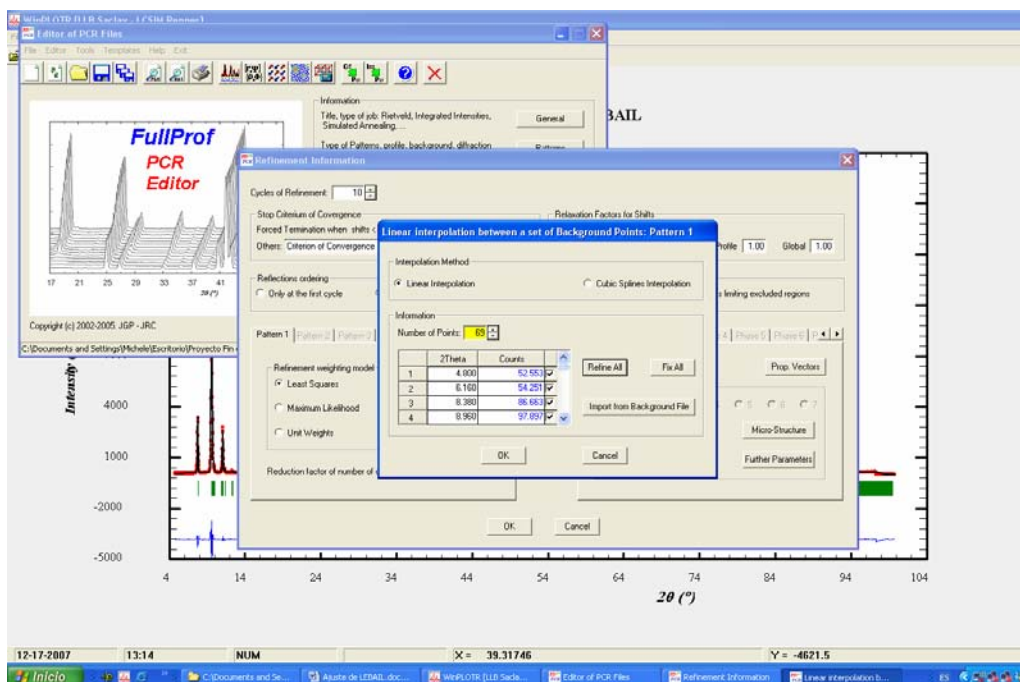 WinPLOTR [LLB Saclay - LCSIM Rennes]
Editor of PCR Files
File Editor Tools Templates Help Exit
Information
Title, type of job: Rietveld, Integrated Intensities,
Simulated Annealing....
General
Type of Patterns, profile, background, diffraction
Patterns
FullProf
PCR
Editor
17 21 25 29 33 37 41
2θ (°)
Copyright (c) 2002-2005 JGP - JRC
C:\Documents and Settings\Michele\Escritorio\Proyecto Fin
BAIL
Refinement Information
Cycles of Refinement: 10
Stop Criterium of Covergence
Forced Termination when shifts <
Others: Criterion of Convergence
Relaxation Factors for Shifts
Profile 1.00 Global 1.00
Reflections ordering
Only at the first cycle
s limiting excluded regions
Pattern 1 Pattern 2 Pattern 3
4 Phase 5 Phase 6 P
Refinement weighting model
Least Squares
Maximum Likelihood
Unit Weights
Reduction factor of number of
Prop. Vectors
5 6 7
Micro-Structure
Further Parameters
OK Cancel
Linear interpolation between a set of Background Points: Pattern 1
Interpolation Method
Linear Interpolation Cubic Splines Interpolation
Information
Number of Points: 69
2Theta Counts
1 4.800 52.553
2 6.160 54.251
3 8.380 86.663
4 8.960 97.897
Refine All Fix All
Import from Background File
OK Cancel
Intensity
4000
1000
-2000
-5000
4 14 24 34 44 54 64 74 84 94 104
2θ (°)
12-17-2007 13:14 NUM X = 39.31746 Y = -4621.5
Inicio C:\Documents and Se... Ajuste de LEBAIL.doc... WinPLOTR [LLB Sacla... Editor of PCR Files Refinement Information Linear interpolation b... ES